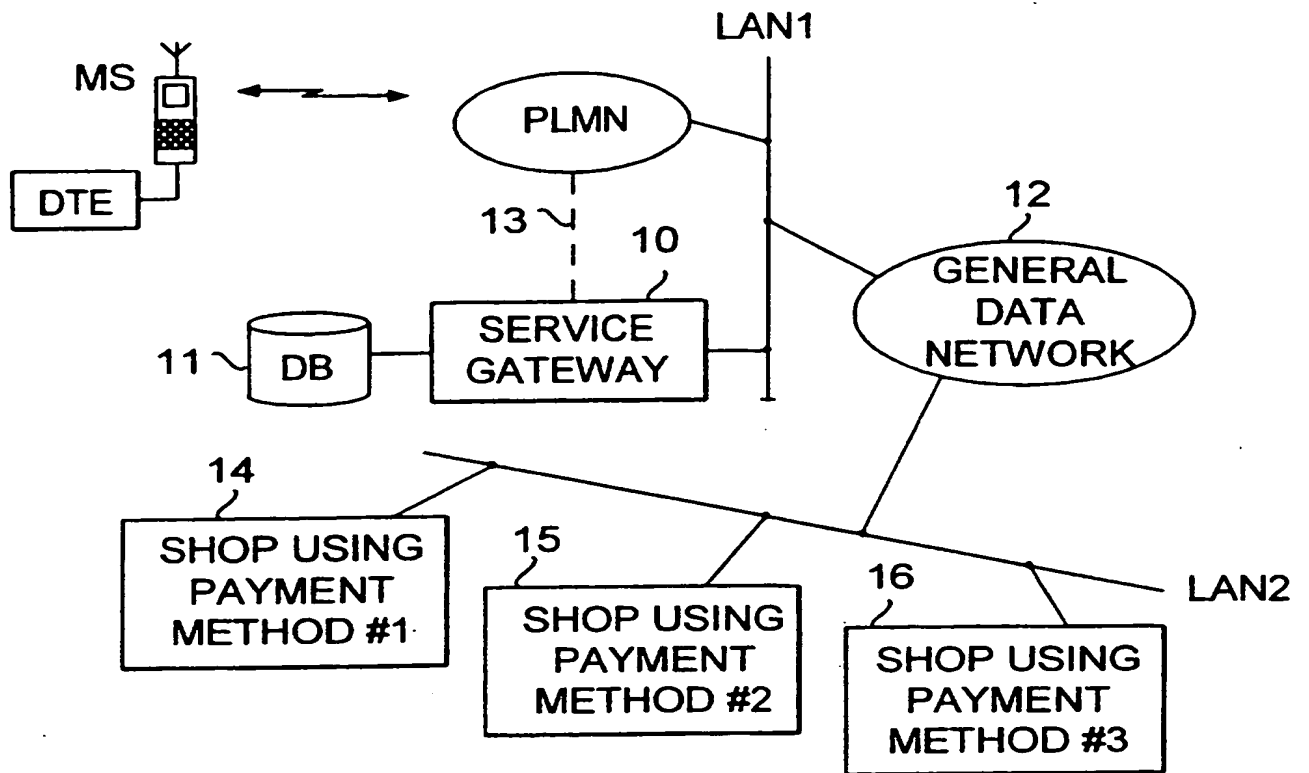 LAN1
MS
PLMN
DTE
13
10
12
GENERAL
DATA
NETWORK
SERVICE
GATEWAY
11
DB
14
SHOP USING
PAYMENT
METHOD #1
15
SHOP USING
PAYMENT
METHOD #2
16
SHOP USING
PAYMENT
METHOD #3
LAN2